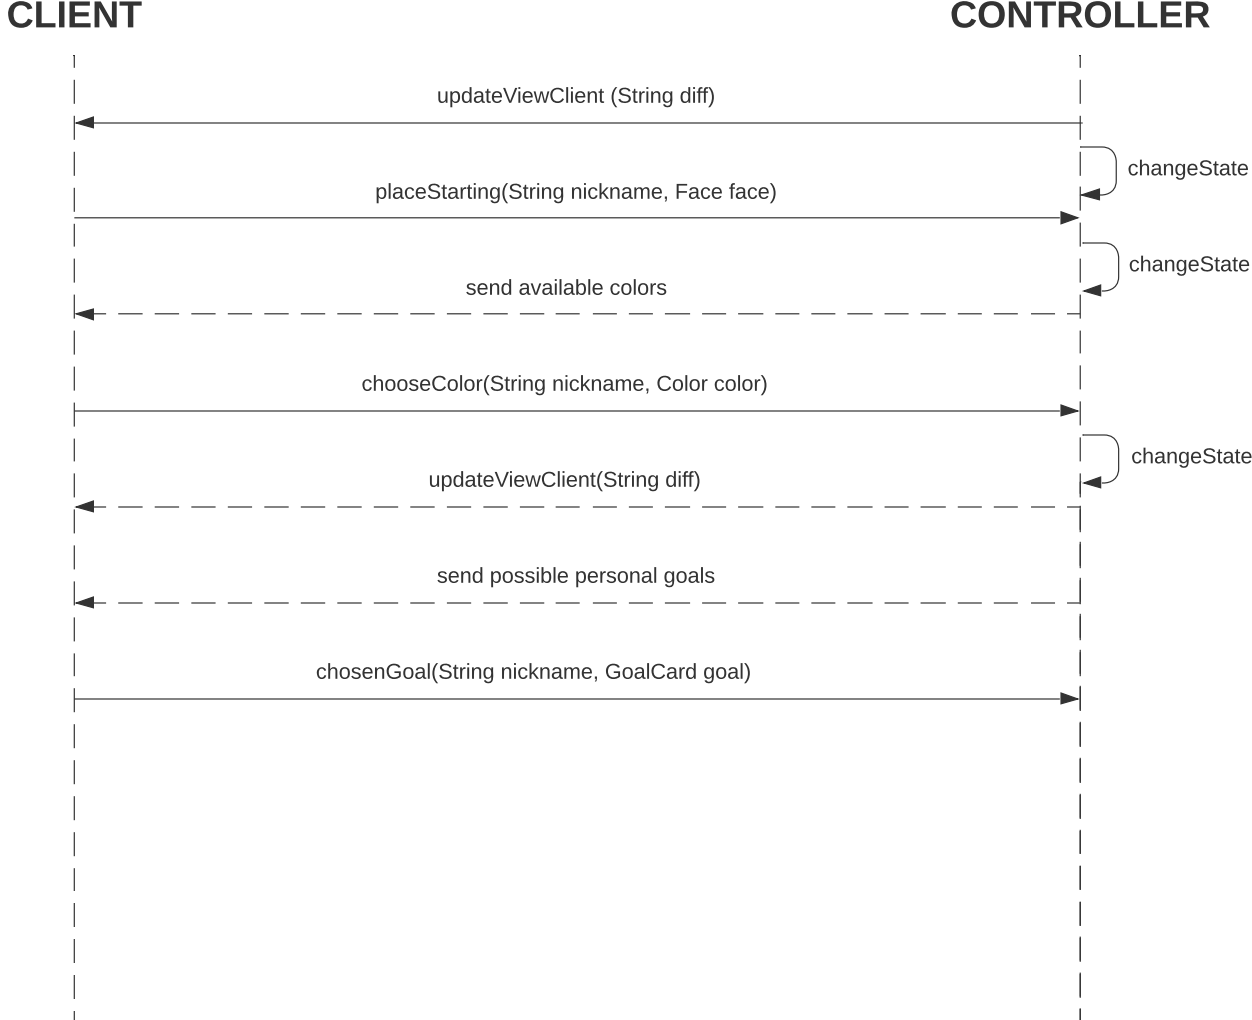 CLIENT
CONTROLLER
updateViewClient (String diff)
changeState
placeStarting(String nickname, Face face)
changeState
send available colors
chooseColor(String nickname, Color color)
changeState
updateViewClient(String diff)
send possible personal goals
chosenGoal(String nickname, GoalCard goal)